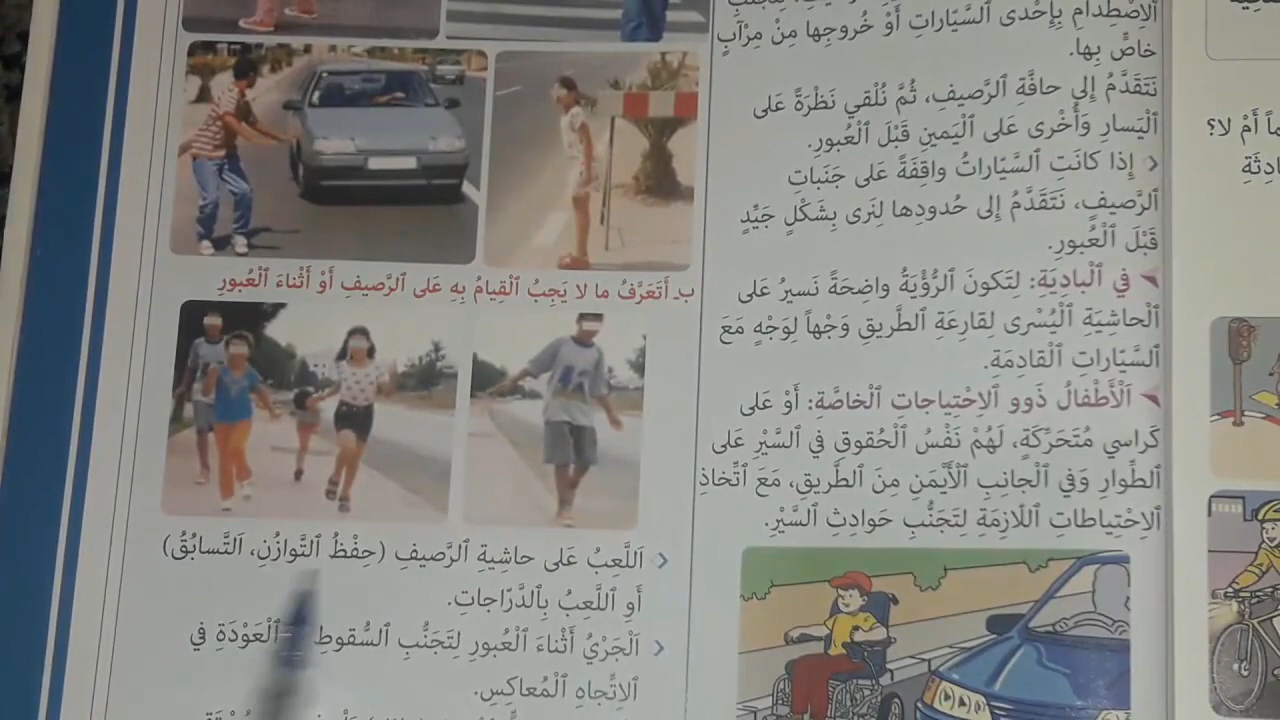 الِاصْطِدامِ بِإِحْدى ٱلسَّيّاراتِ أَوْ خُروجِها مِنْ مِرْآبٍ
خاصٍّ بِها.
نَتَقَدَّمُ إِلى حافَّةِ ٱلرَّصيفِ، ثُمَّ نُلْقي نَظْرَةً عَلى
ٱلْيَسارِ وَأُخْرى عَلى ٱلْيَمينِ قَبْلَ ٱلْعُبورِ.
إِذا كانَتِ ٱلسَّيّاراتُ واقِفَةً عَلى جَنَباتِ
ٱلرَّصيفِ، نَتَقَدَّمُ إِلى حُدودِها لِنَرى بِشَكْلٍ جَيِّدٍ
قَبْلَ ٱلْعُبورِ.
في ٱلْبادِيَةِ: لِتَكونَ ٱلرُّؤْيَةُ واضِحَةً نَسيرُ عَلى
ٱلْحاشِيَةِ ٱلْيُسْرى لِقارِعَةِ ٱلطَّريقِ وَجْهاً لِوَجْهٍ مَعَ
ٱلسَّيّاراتِ ٱلْقادِمَةِ.
اَلْأَطْفالُ ذَوو ٱلِاحْتِياجاتِ ٱلْخاصَّةِ: أَوْ عَلى
كَراسي مُتَحَرِّكَةٍ، لَهُمْ نَفْسُ ٱلْحُقوقِ في ٱلسَّيْرِ عَلى
ٱلطِّوارِ وَفي ٱلْجانِبِ ٱلْأَيْمَنِ مِنَ ٱلطَّريقِ، مَعَ ٱتِّخاذِ
ٱلِاحْتِياطاتِ ٱللّازِمَةِ لِتَجَنُّبِ حَوادِثِ ٱلسَّيْرِ.
ب- أَتَعَرَّفُ ما لا يَجِبُ ٱلْقِيامُ بِهِ عَلى ٱلرَّصيفِ أَوْ أَثْناءَ ٱلْعُبورِ
اَللَّعِبُ عَلى حاشِيَةِ ٱلرَّصيفِ (حِفْظُ ٱلتَّوازُنِ، اَلتَّسابُقُ)
أَوِ ٱللَّعِبُ بِٱلدَّرّاجاتِ.
اَلْجَرْيُ أَثْناءَ ٱلْعُبورِ لِتَجَنُّبِ ٱلسُّقوطِ ٱلْعَوْدَةِ في
ٱلِاتِّجاهِ ٱلْمُعاكِسِ.
أَمْ لا؟